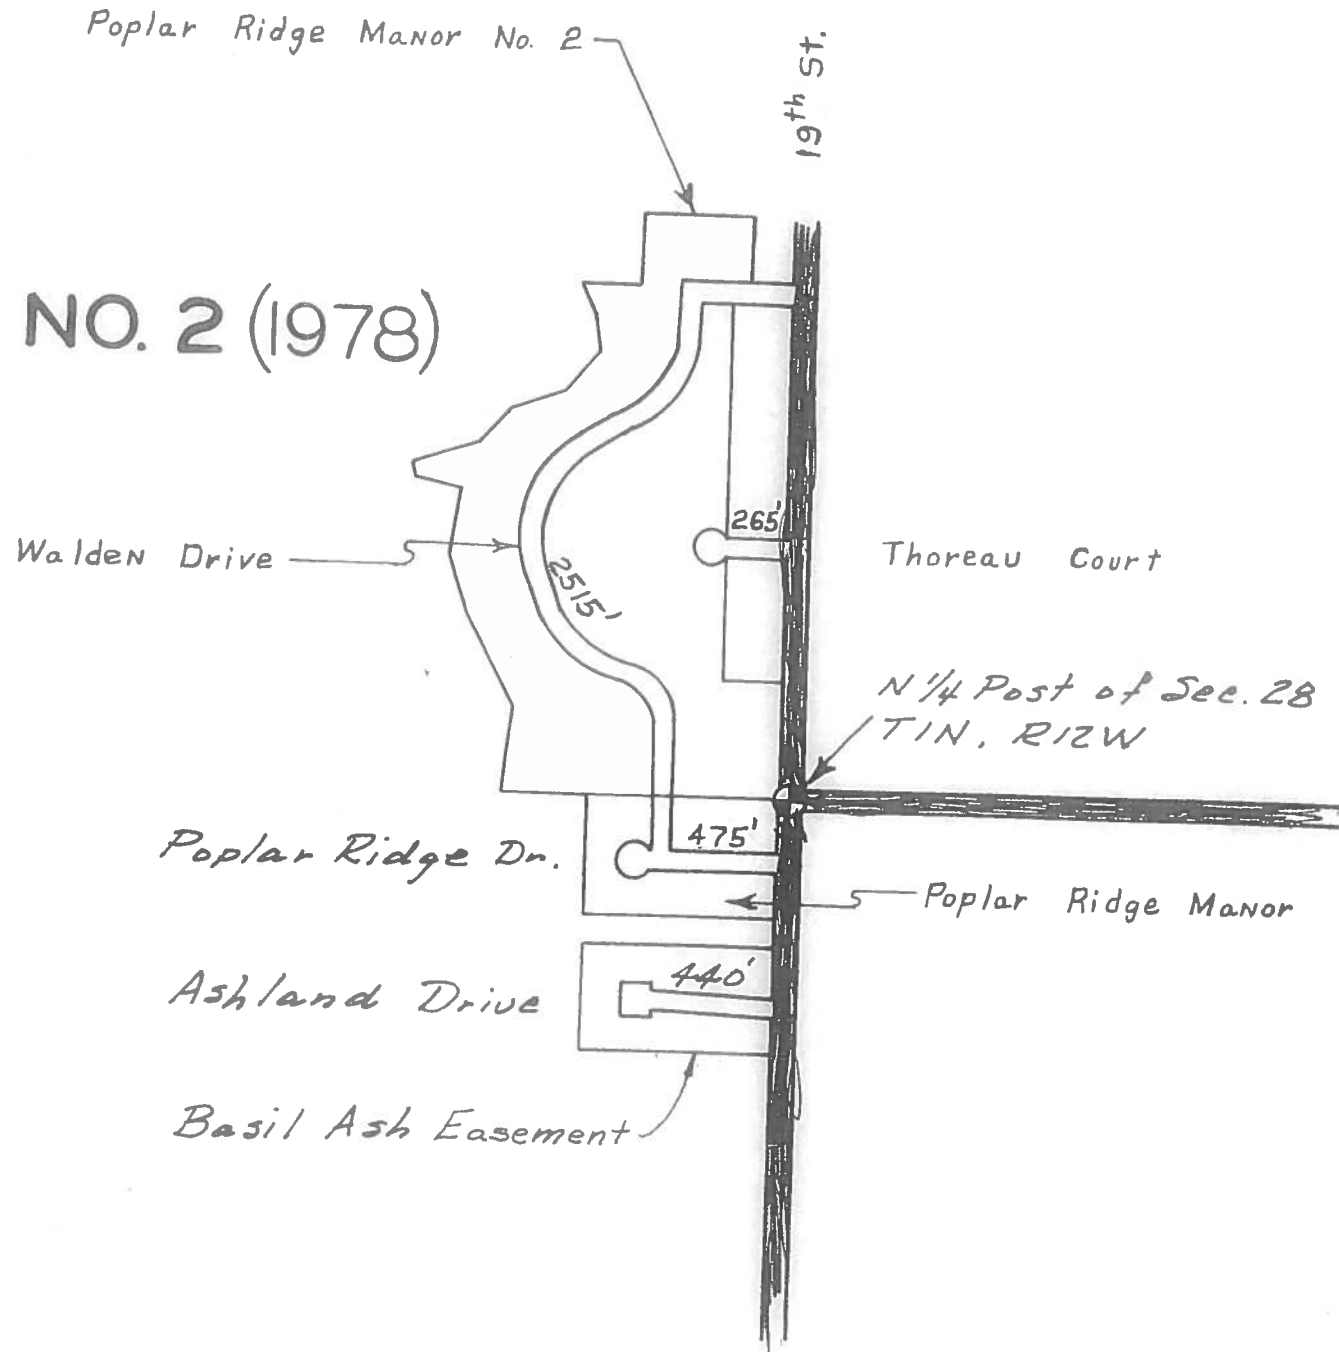 Poplar Ridge Manor No. 2
19th St.
NO. 2 (1978)
265'
Walden Drive
Thoreau Court
2515'
N 1/4 Post of Sec. 28
T1N, R12W
475'
Poplar Ridge Dr.
Poplar Ridge Manor
440'
Ashland Drive
Basil Ash Easement